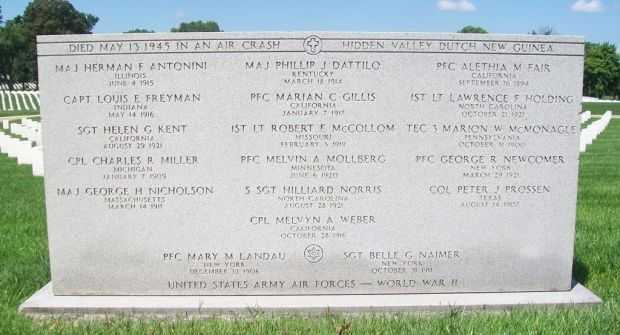 DIED MAY 13 1945 IN AN AIR CRASH HIDDEN VALLEY DUTCH NEW GUINEA
MAJ HERMAN F ANTONINI
ILLINOIS
JUNE 4 1915
MAJ PHILLIP J DATTILO
KENTUCKY
MARCH 18 1914
PFC ALETHIA M FAIR
CALIFORNIA
SEPTEMBER 16 1894
CAPT LOUIS E FREYMAN
INDIANA
MAY 14 1916
PFC MARIAN C GILLIS
CALIFORNIA
JANUARY 7 1917
1ST LT LAWRENCE F HOLDING
NORTH CAROLINA
OCTOBER 21 1921
SGT HELEN G KENT
CALIFORNIA
AUGUST 29 1921
1ST LT ROBERT E McCOLLOM
MISSOURI
FEBRUARY 3 1919
TEC 3 MARION W McMONAGLE
PENNSYLVANIA
OCTOBER 31 1900
CPL CHARLES R MILLER
MICHIGAN
JANUARY 7 1909
PFC MELVIN A MOLLBERG
MINNESOTA
JUNE 6 1920
PFC GEORGE R NEWCOMER
NEW YORK
MARCH 29 1921
MAJ GEORGE H NICHOLSON
MASSACHUSETTS
MARCH 14 1911
S SGT HILLIARD NORRIS
NORTH CAROLINA
AUGUST 28 1921
COL PETER J PROSSEN
TEXAS
AUGUST 14 1907
CPL MELVYN A WEBER
CALIFORNIA
OCTOBER 28 1916
PFC MARY M LANDAU
NEW YORK
DECEMBER 12 1906
SGT BELLE G NAIMER
NEW YORK
OCTOBER 31 1911
UNITED STATES ARMY AIR FORCES — WORLD WAR II